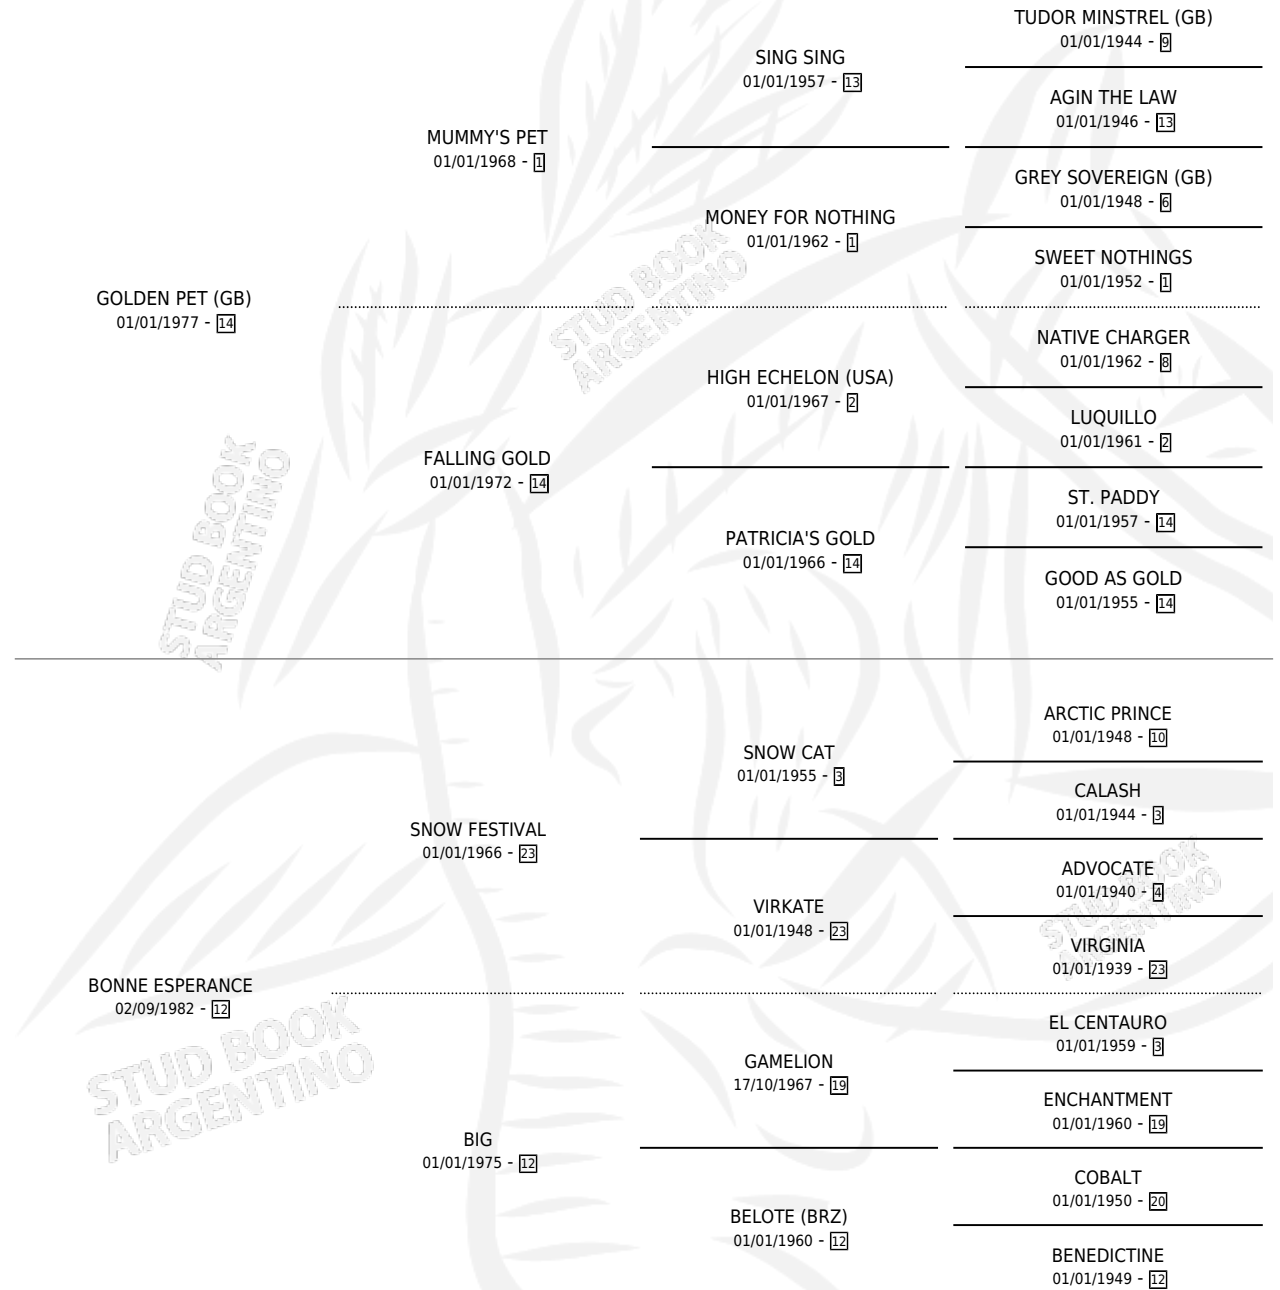 TUDOR MINSTREL (GB)
01/01/1944 - 9
SING SING
01/01/1957 - 13
AGIN THE LAW
01/01/1946 - 13
MUMMY'S PET
01/01/1968 - 1
GREY SOVEREIGN (GB)
01/01/1948 - 6
MONEY FOR NOTHING
01/01/1962 - 1
SWEET NOTHINGS
01/01/1952 - 1
GOLDEN PET (GB)
01/01/1977 - 14
STUD BOOK
ARGENTINO
NATIVE CHARGER
01/01/1962 - 8
HIGH ECHELON (USA)
01/01/1967 - 2
LUQUILLO
01/01/1961 - 2
FALLING GOLD
01/01/1972 - 14
ST. PADDY
01/01/1957 - 14
PATRICIA'S GOLD
01/01/1966 - 14
GOOD AS GOLD
01/01/1955 - 14
STUD BOOK
ARGENTINO
ARCTIC PRINCE
01/01/1948 - 10
SNOW CAT
01/01/1955 - 3
CALASH
01/01/1944 - 3
SNOW FESTIVAL
01/01/1966 - 23
ADVOCATE
01/01/1940 - 4
VIRKATE
01/01/1948 - 23
STUD BOOK
ARGENTINO
VIRGINIA
01/01/1939 - 23
BONNE ESPERANCE
02/09/1982 - 12
STUD BOOK
ARGENTINO
EL CENTAURO
01/01/1959 - 3
GAMELION
17/10/1967 - 19
ENCHANTMENT
01/01/1960 - 19
BIG
01/01/1975 - 12
COBALT
01/01/1950 - 20
BELOTE (BRZ)
01/01/1960 - 12
BENEDICTINE
01/01/1949 - 12